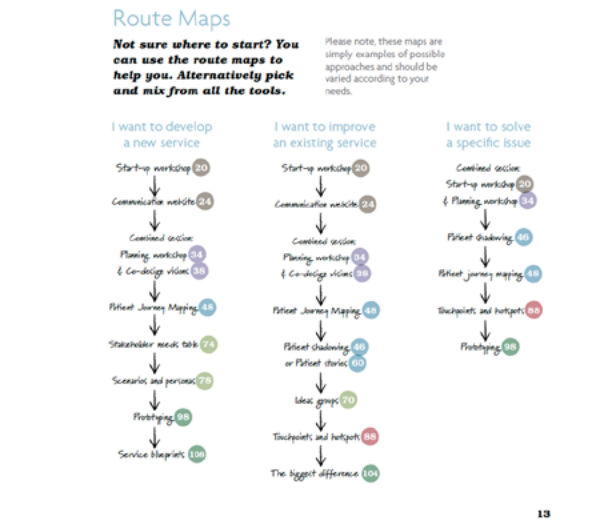 Route Maps
Not sure where to start? You
can use the route maps to
help you. Alternatively pick
and mix from all the tools.
Please note, these maps are
simply examples of possible
approaches and should be
varied according to your
needs.
I want to develop
a new service
Start-up workshop 20
Communication website 24
Combined session:
Planning workshop 34
& Co-design visions 38
Patient Journey Mapping 48
Stakeholder needs table 74
Scenarios and personas 78
Prototyping 98
Service blueprints 108
I want to improve
an existing service
Start-up workshop 20
Communication website 24
Combined session:
Planning workshop 34
& Co-design visions 38
Patient Journey Mapping 48
Patient shadowing 46
or Patient stories 60
Ideas groups 70
Touchpoints and hotspots 88
The biggest difference 104
I want to solve
a specific issue
Combined session:
Start-up workshop 20
& Planning workshop 34
Patient shadowing 46
Patient journey mapping 48
Touchpoints and hotspots 88
Prototyping 98
13